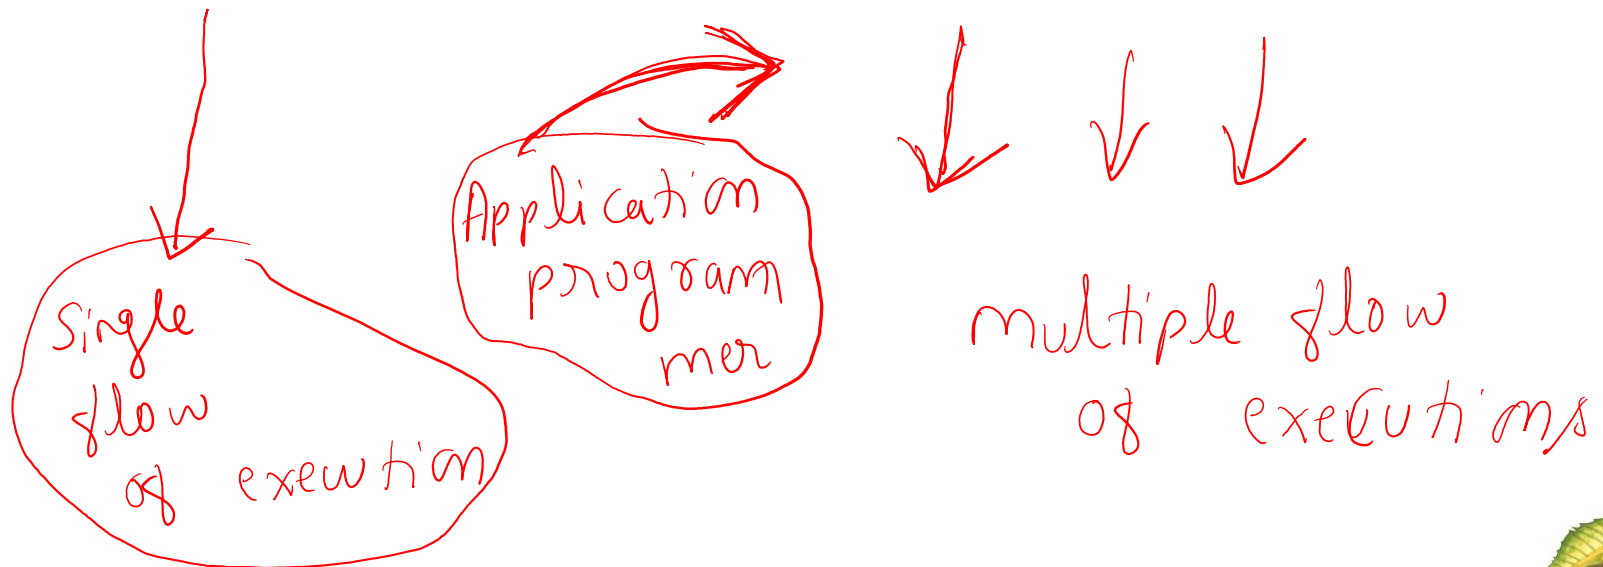 Single
flow
of execution
Application
program
mer
multiple flow
of executions